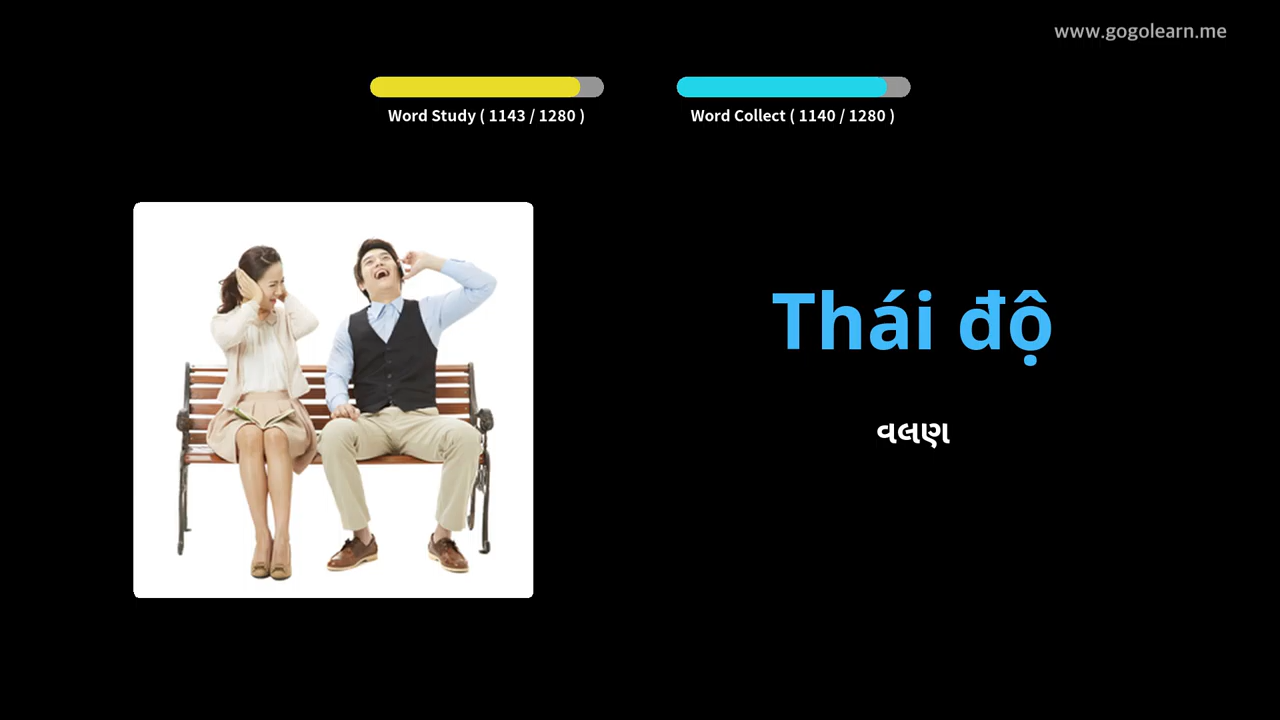 www.gogolearn.me
Word Study ( 1143 / 1280 )
Word Collect ( 1140 / 1280 )
Thái độ
વલણ